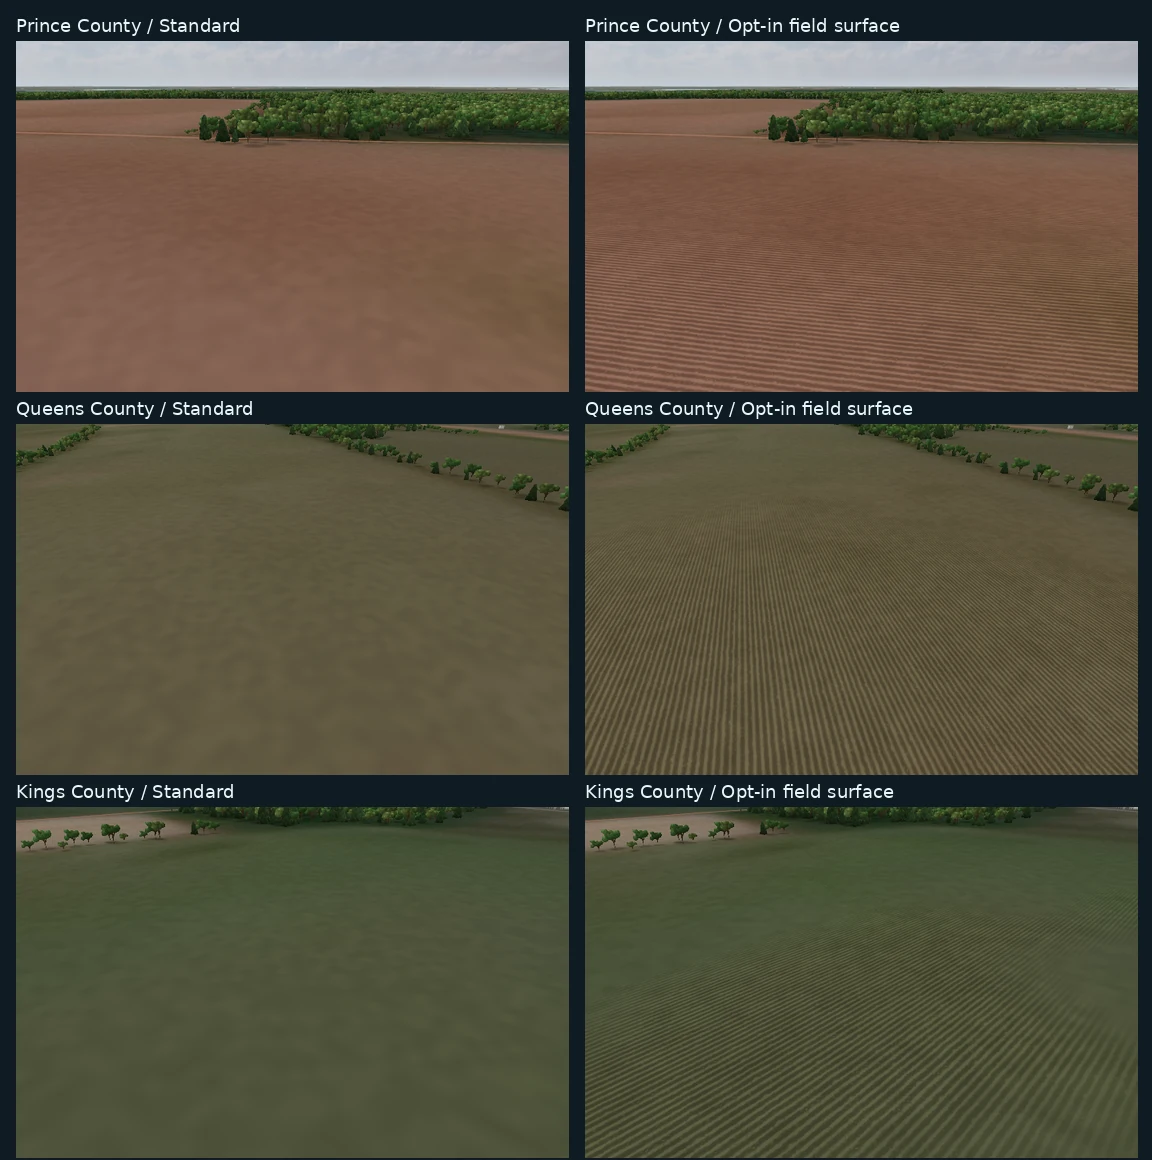 Prince County / Standard
Prince County / Opt-in field surface
Queens County / Standard
Queens County / Opt-in field surface
Kings County / Standard
Kings County / Opt-in field surface